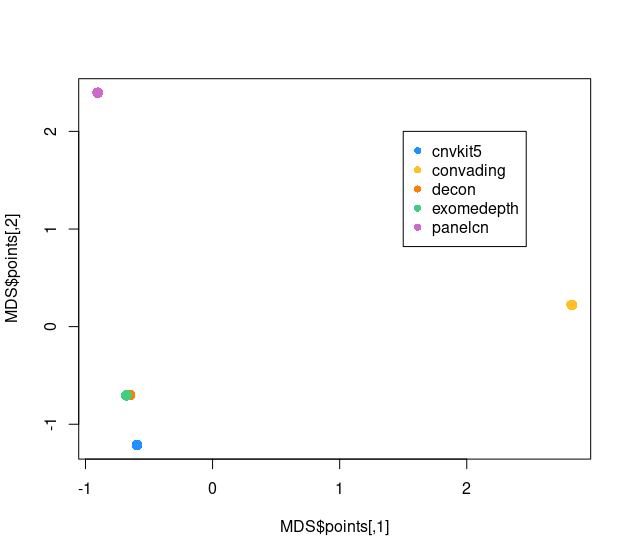 cnvkit5
convading
decon
exomedepth
panelcn
2
1
0
-1
MDS$points[,2]
-1
0
1
2
MDS$points[,1]